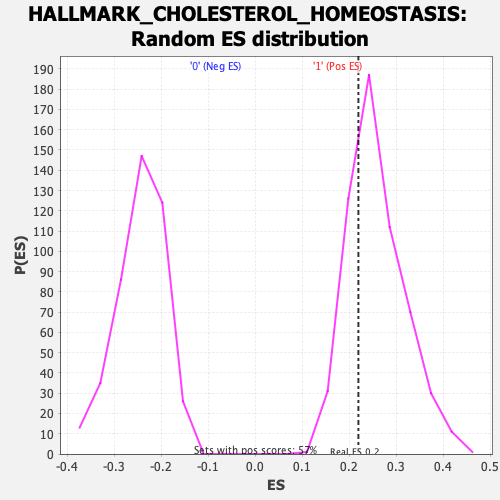 HALLMARK_CHOLESTEROL_HOMEOSTASIS:
Random ES distribution
'0' (Neg ES)
'1' (Pos ES)
P(ES)
190
180
170
160
150
140
130
120
110
100
90
80
70
60
50
40
30
20
10
0
Sets with pos scores: 57%
Real ES 0.2
-0.4 -0.3 -0.2 -0.1 0.0 0.1 0.2 0.3 0.4 0.5
ES